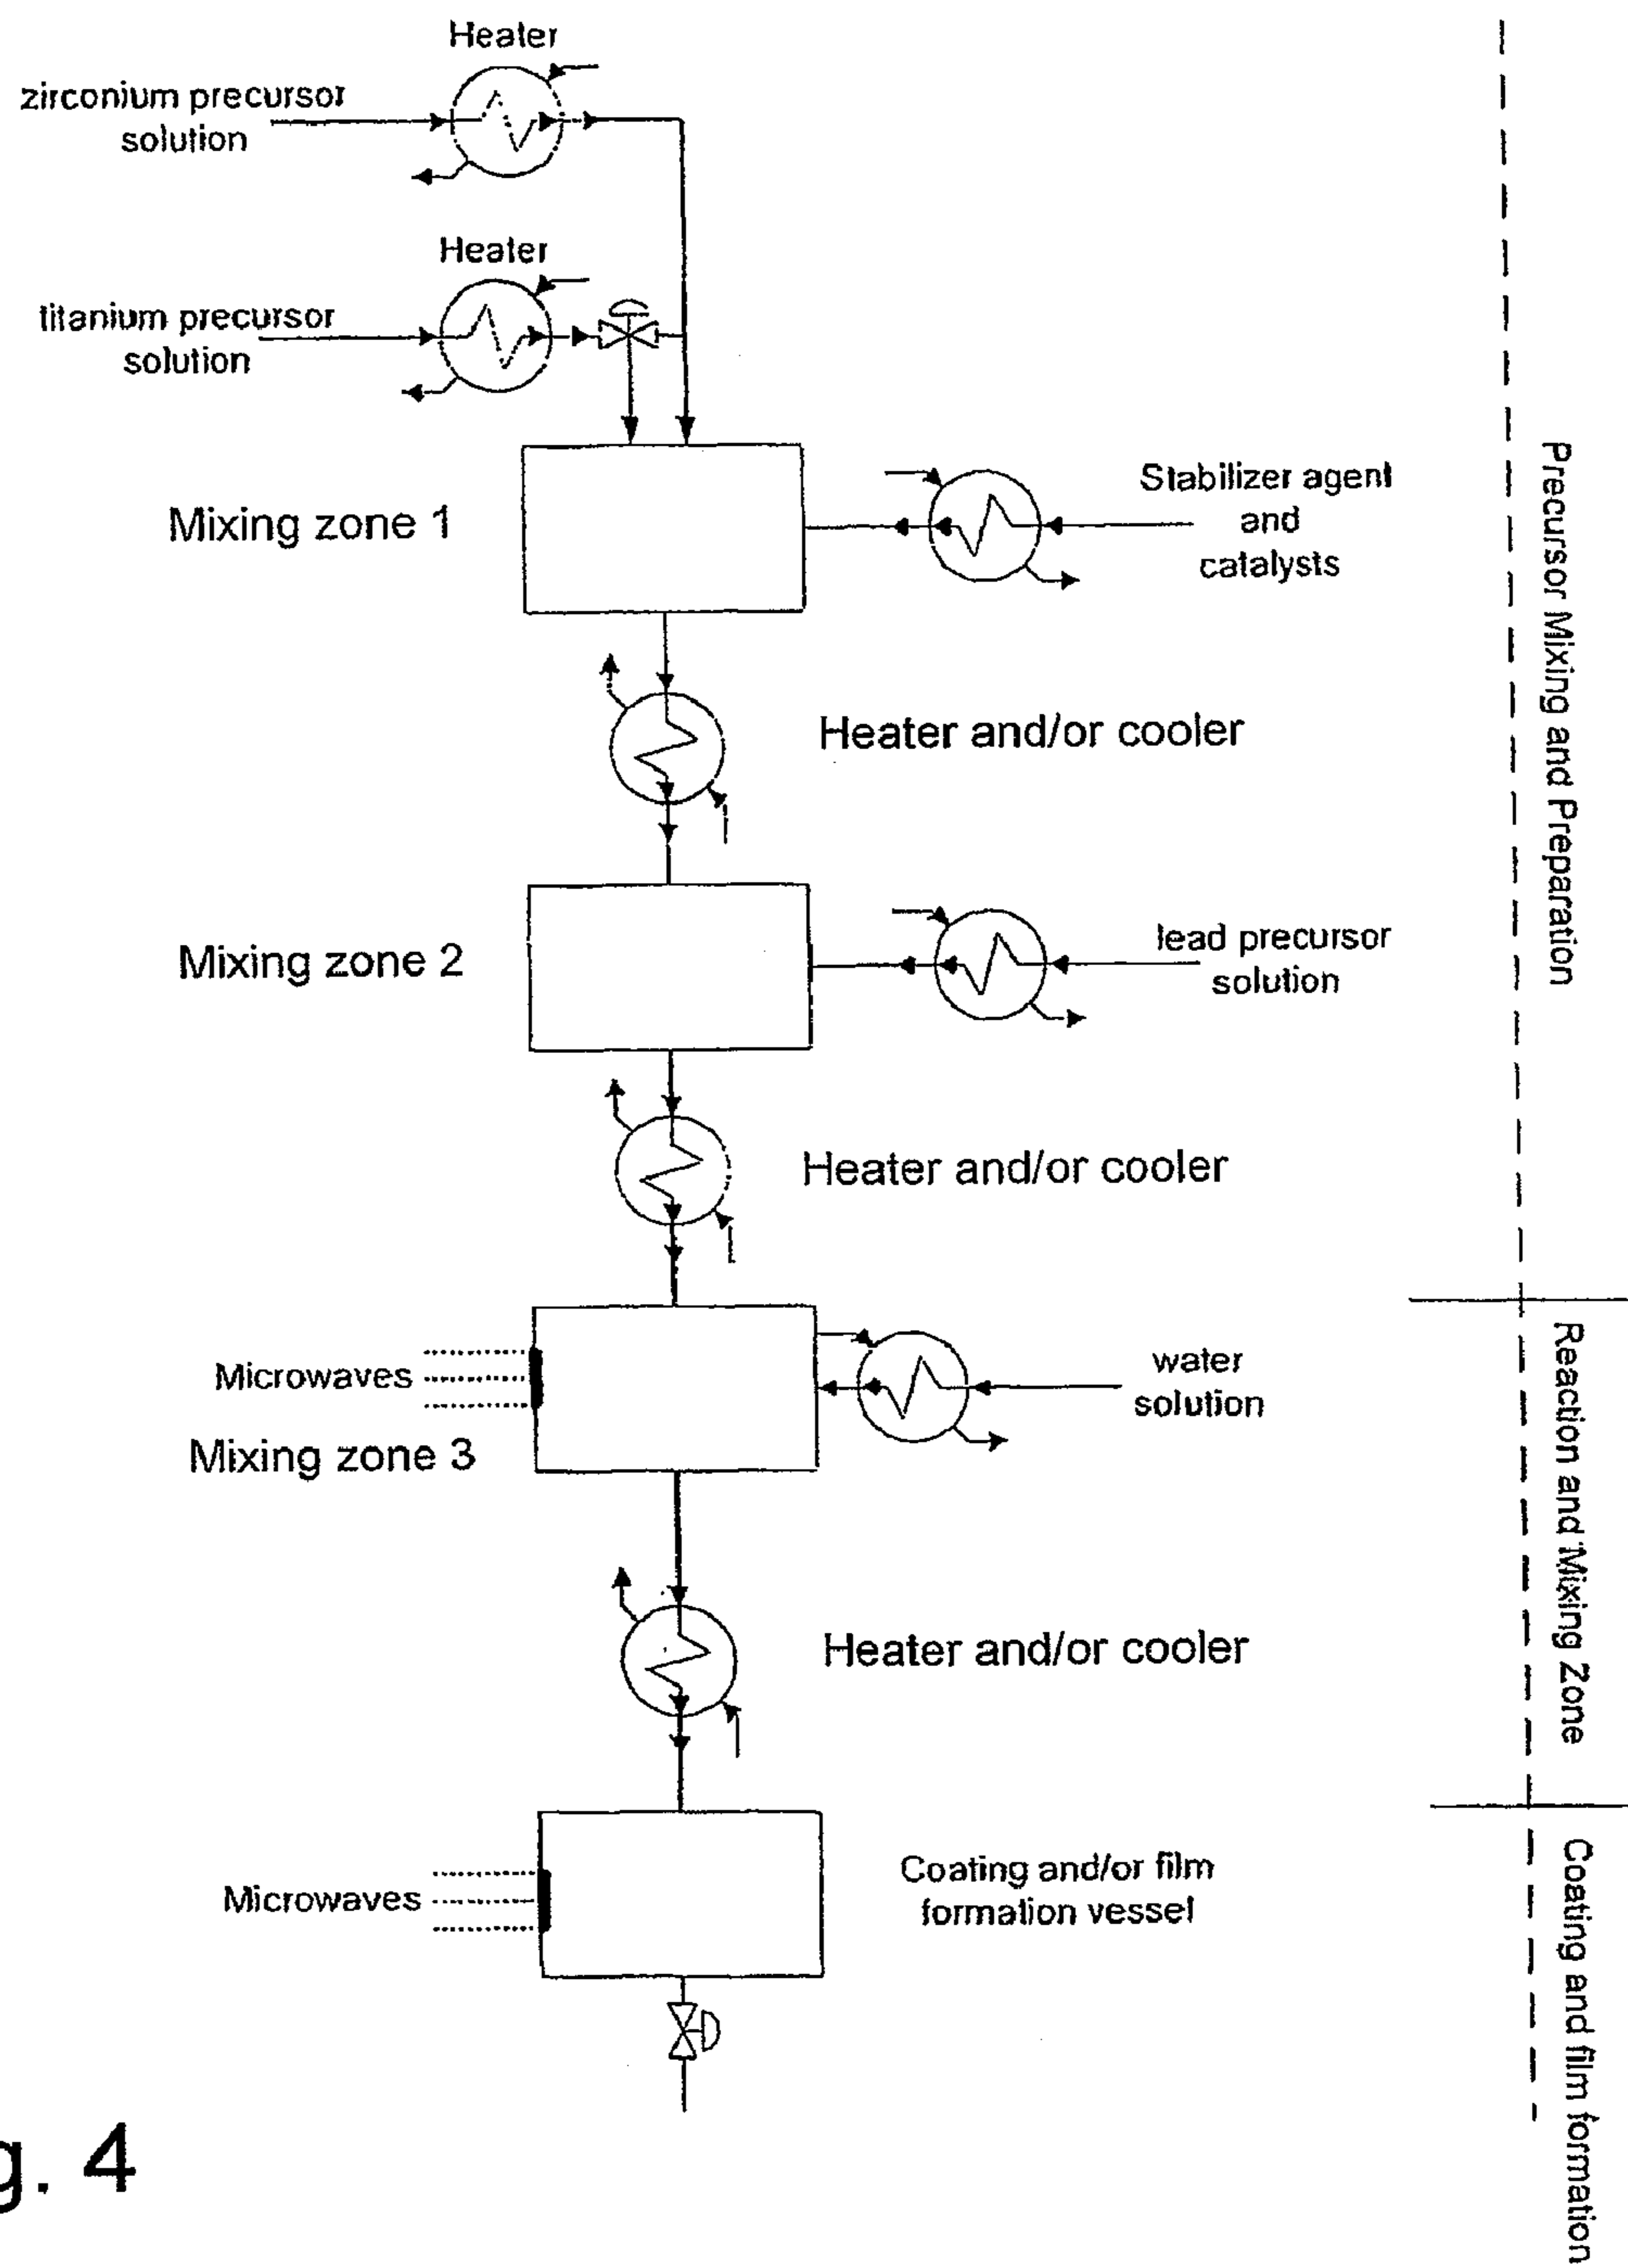 Heater
zirconium precursor
solution
Heater
titanium precursor
solution
Stabilizer agent
and
catalysts
Mixing zone 1
Heater and/or cooler
Mixing zone 2
lead precursor
solution
Heater and/or cooler
Microwaves
water
solution
Mixing zone 3
Heater and/or cooler
Microwaves
Coating and/or film
formation vessel
Precursor Mixing and Preparation
Reaction and Mixing Zone
Coating and film formation
g. 4